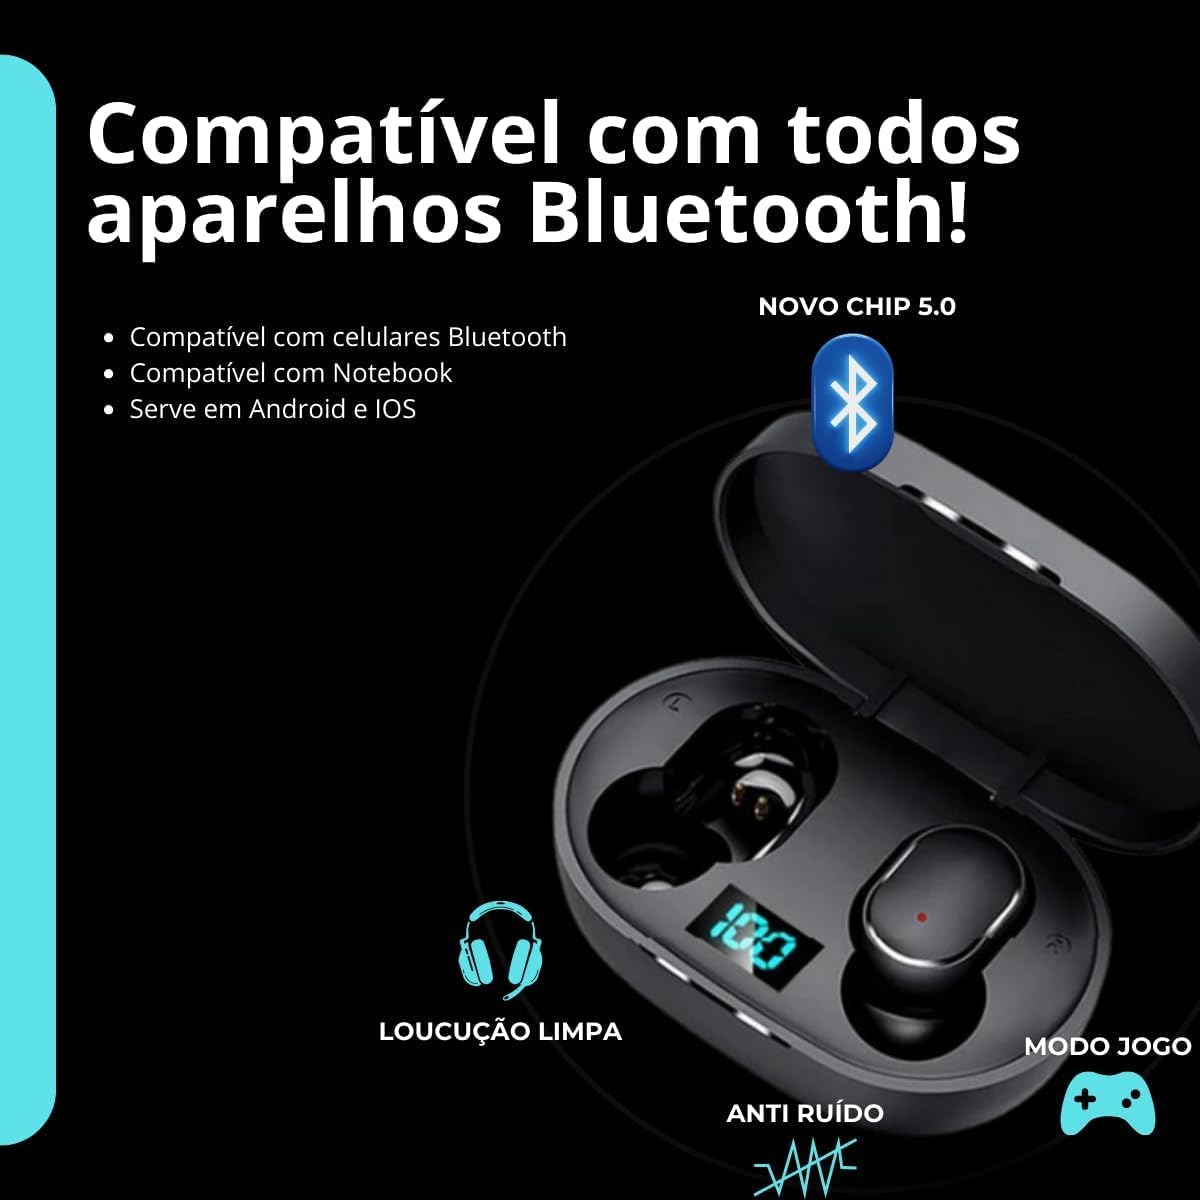 Compatível com todos
aparelhos Bluetooth!
NOVO CHIP 5.0
Compatível com celulares Bluetooth
Compatível com Notebook
Serve em Android e IOS
L
100
R
LOUCUÇÃO LIMPA
MODO JOGO
ANTI RUÍDO